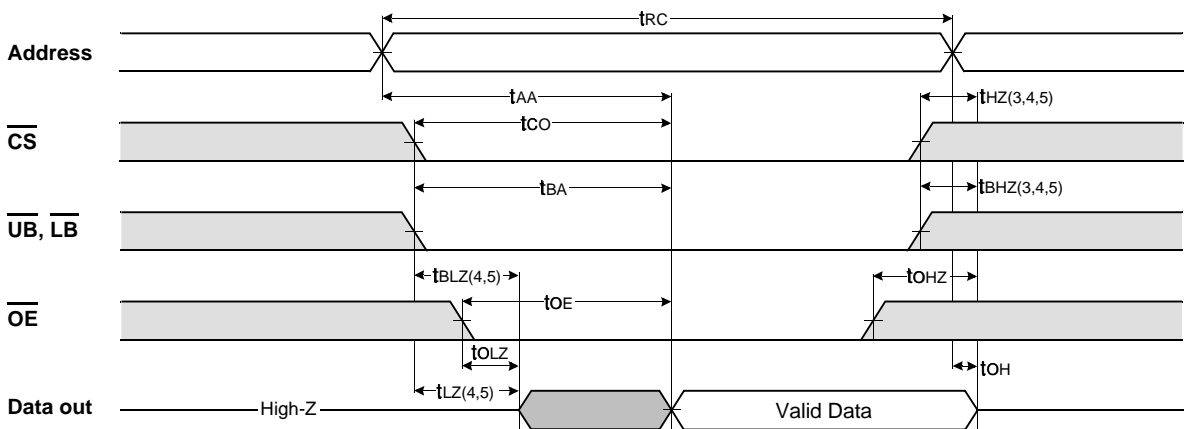 tRC
Address
tAA
tHZ(3,4,5)
CS
tCO
tBA
tBHZ(3,4,5)
UB, LB
tBLZ(4,5)
tOHZ
OE
tOE
tOLZ
tOH
tLZ(4,5)
Data out
High-Z
Valid Data